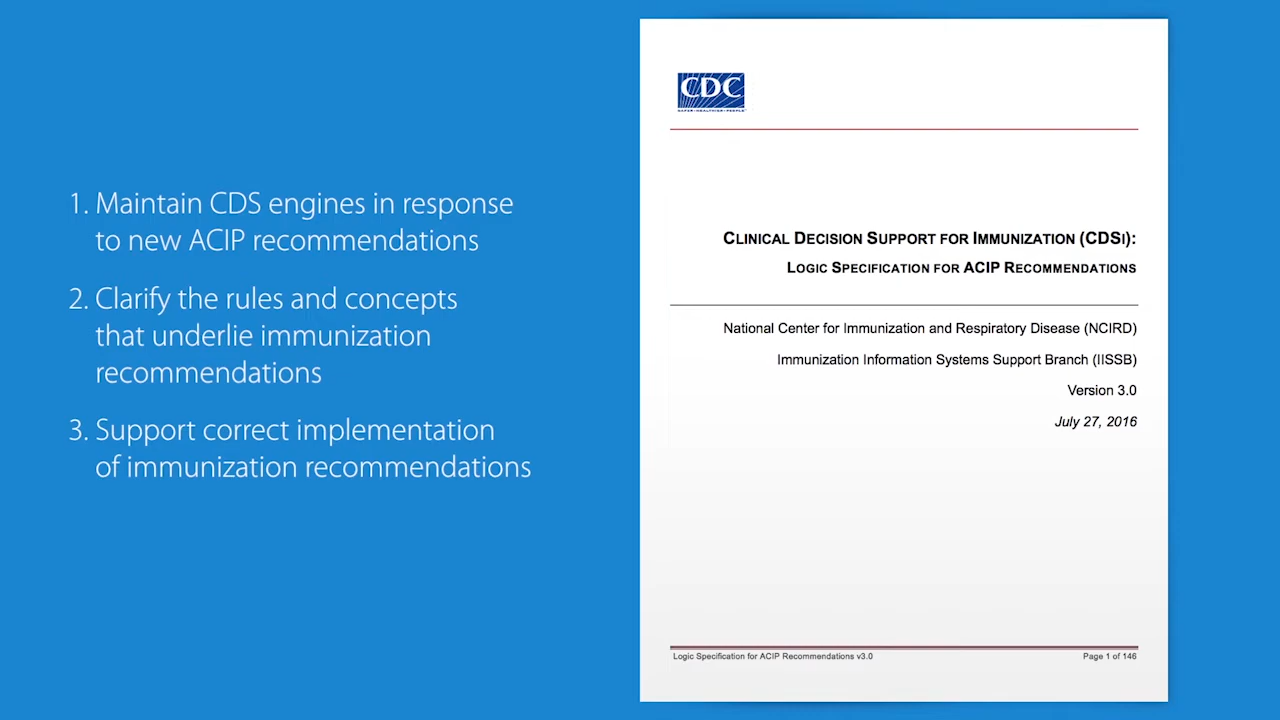 1. Maintain CDS engines in response
to new ACIP recommendations
2. Clarify the rules and concepts
that underlie immunization
recommendations
3. Support correct implementation
of immunization recommendations
CDC
SAFER • HEALTHIER • PEOPLE™
CLINICAL DECISION SUPPORT FOR IMMUNIZATION (CDSI):
LOGIC SPECIFICATION FOR ACIP RECOMMENDATIONS
National Center for Immunization and Respiratory Disease (NCIRD)
Immunization Information Systems Support Branch (IISSB)
Version 3.0
July 27, 2016
Logic Specification for ACIP Recommendations v3.0
Page 1 of 146